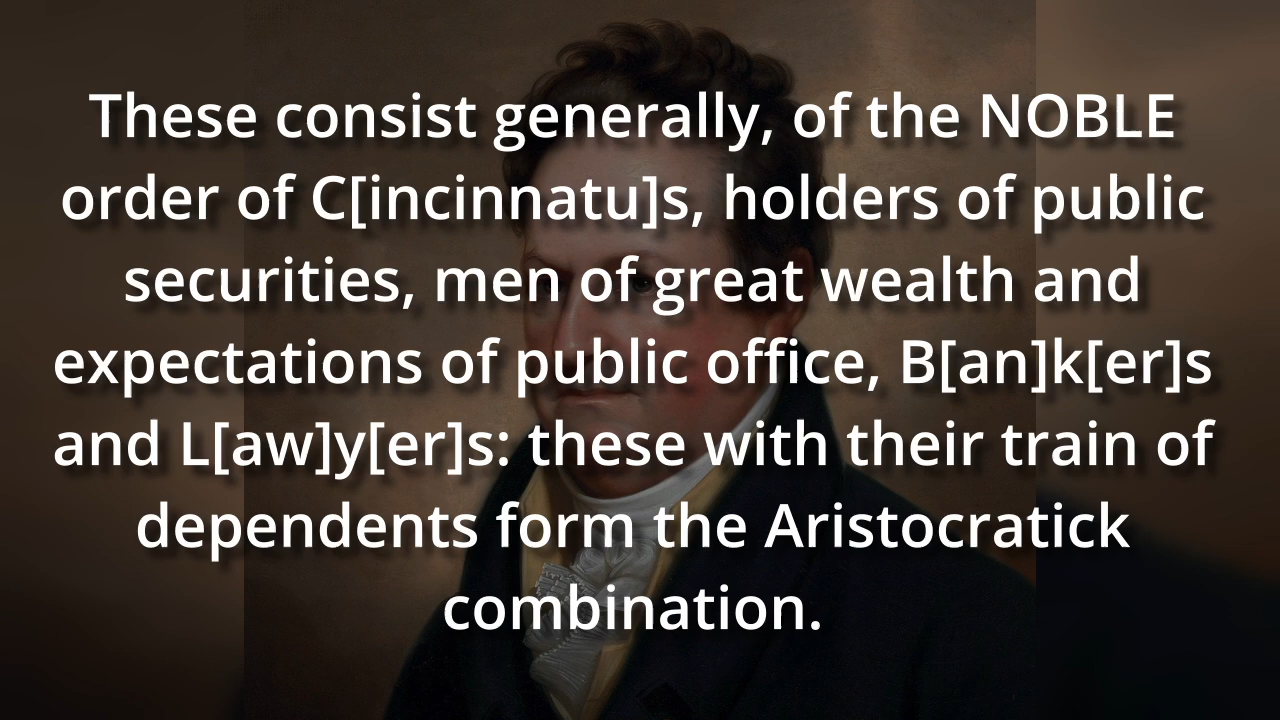 These consist generally, of the NOBLE
order of C[incinnatu]s, holders of public
securities, men of great wealth and
expectations of public office, B[an]k[er]s
and L[aw]y[er]s: these with their train of
dependents form the Aristocratick
combination.